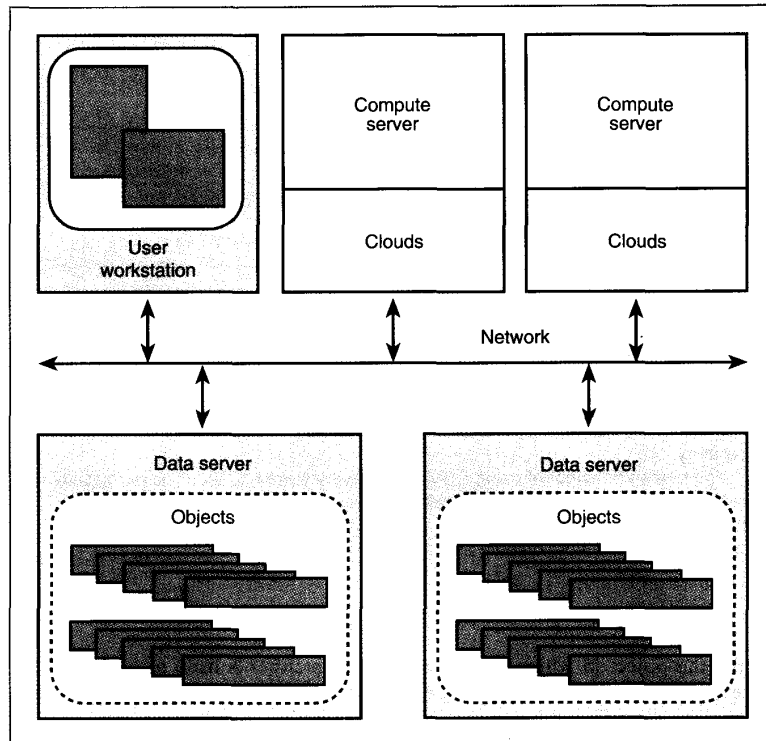 User
workstation
Compute
server
Clouds
Compute
server
Clouds
Network
Data server
Objects
Data server
Objects